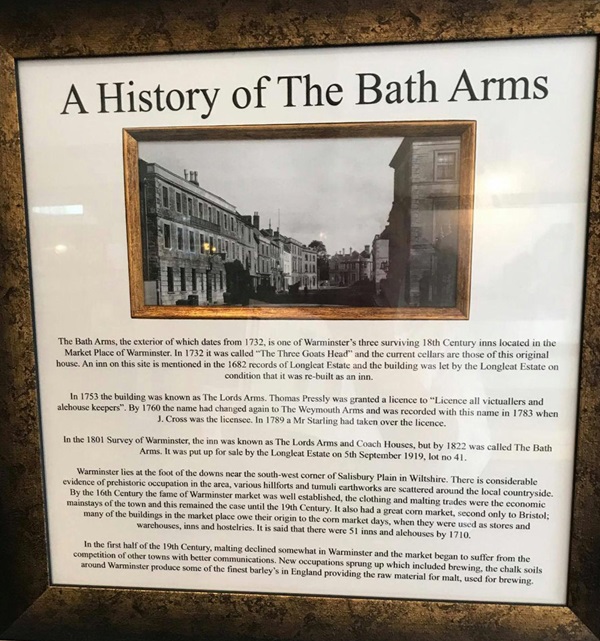 A History of The Bath Arms
The Bath Arms, the exterior of which dates from 1732, is one of Warminster's three surviving 18th Century inns located in the
Market Place of Warminster. In 1732 it was called "The Three Goats Head" and the current cellars are those of this original
house. An inn on this site is mentioned in the 1682 records of Longleat Estate and the building was let by the Longleat Estate on
condition that it was re-built as an inn.
In 1753 the building was known as The Lords Arms. Thomas Pressly was granted a licence to "Licence all victuallers and
alehouse keepers". By 1760 the name had changed again to The Weymouth Arms and was recorded with this name in 1783 when
J. Cross was the licensee. In 1789 a Mr Starling had taken over the licence.
In the 1801 Survey of Warminster, the inn was known as The Lords Arms and Coach Houses, but by 1822 was called The Bath
Arms. It was put up for sale by the Longleat Estate on 5th September 1919, lot no 41.
Warminster lies at the foot of the downs near the south-west corner of Salisbury Plain in Wiltshire. There is considerable
evidence of prehistoric occupation in the area, various hillforts and tumuli earthworks are scattered around the local countryside.
By the 16th Century the fame of Warminster market was well established, the clothing and malting trades were the economic
mainstays of the town and this remained the case until the 19th Century. It also had a great corn market, second only to Bristol;
many of the buildings in the market place owe their origin to the corn market days, when they were used as stores and
warehouses, inns and hostelries. It is said that there were 51 inns and alehouses by 1710.
In the first half of the 19th Century, malting declined somewhat in Warminster and the market began to suffer from the
competition of other towns with better communications. New occupations sprung up which included brewing, the chalk soils
around Warminster produce some of the finest barley's in England providing the raw material for malt, used for brewing.